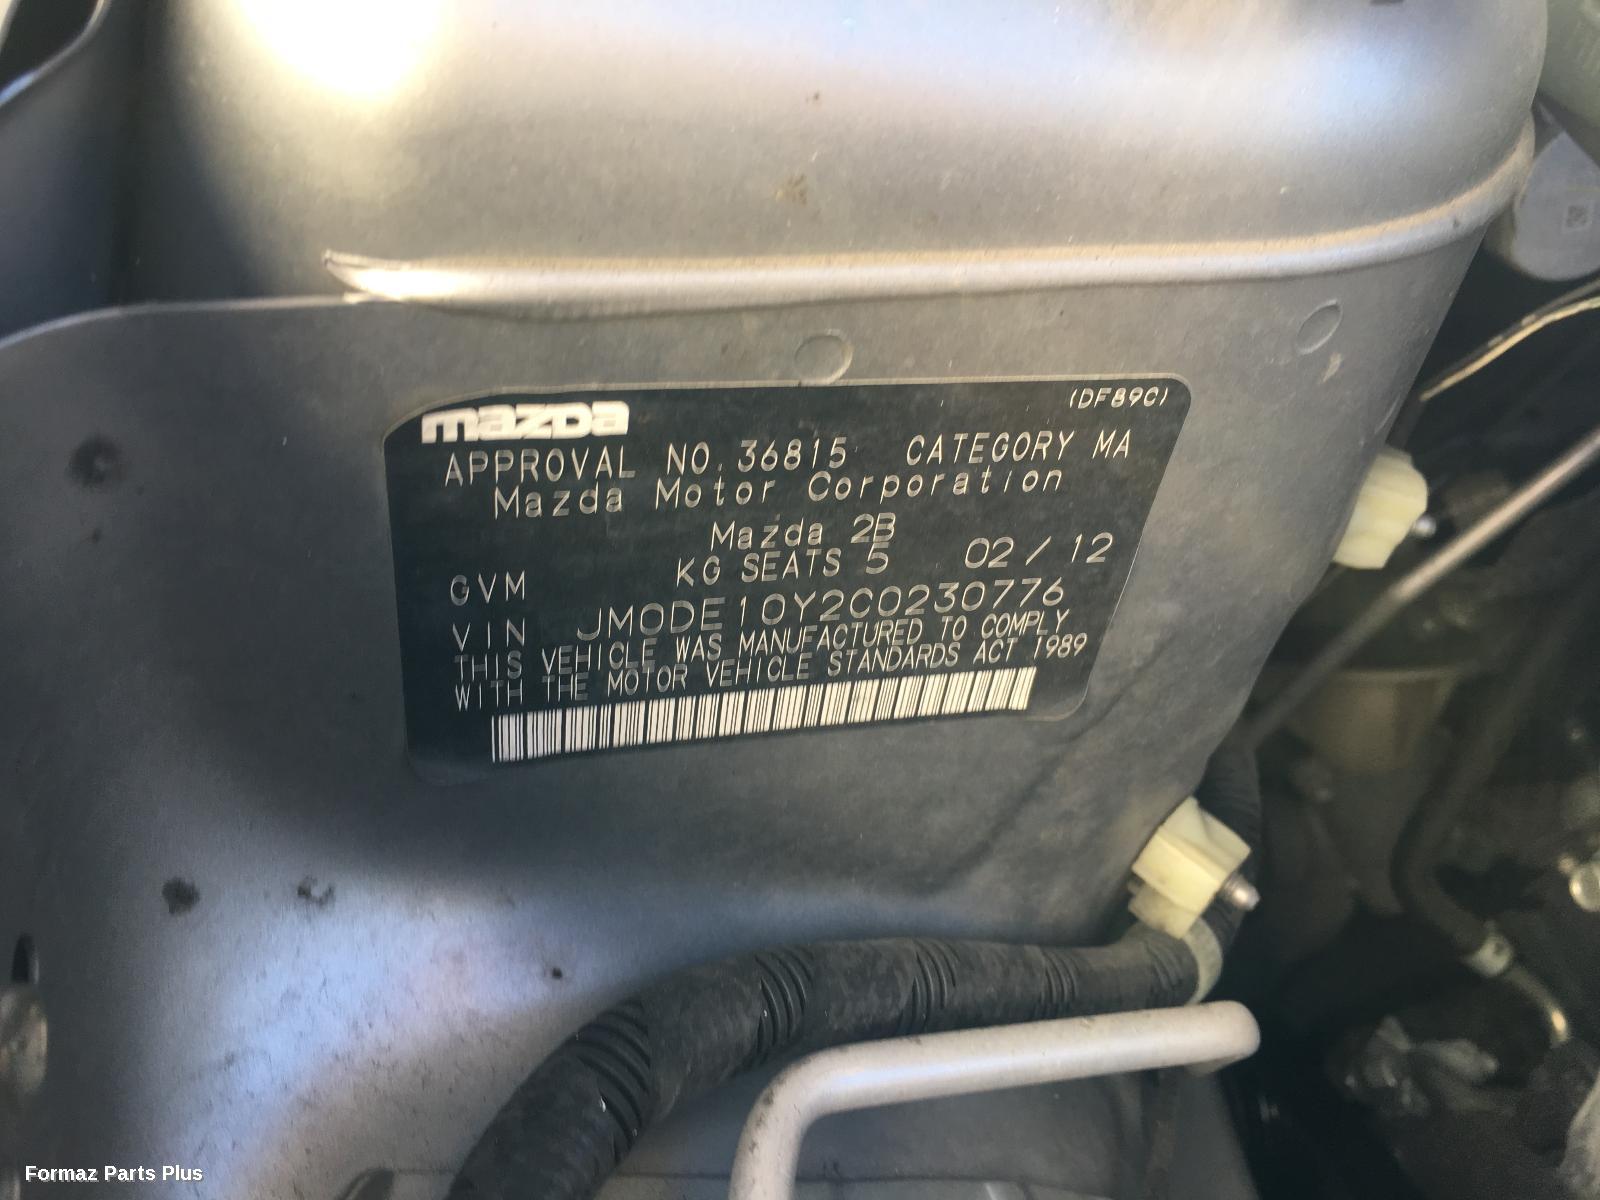 mazda (DF89C)
APPROVAL NO. 36815 CATEGORY MA
Mazda Motor Corporation
Mazda 2B
GVM KG SEATS 5 02/12
VIN JM0DE10Y2C0230776
THIS VEHICLE WAS MANUFACTURED TO COMPLY
WITH THE MOTOR VEHICLE STANDARDS ACT 1989
Formaz Parts Plus